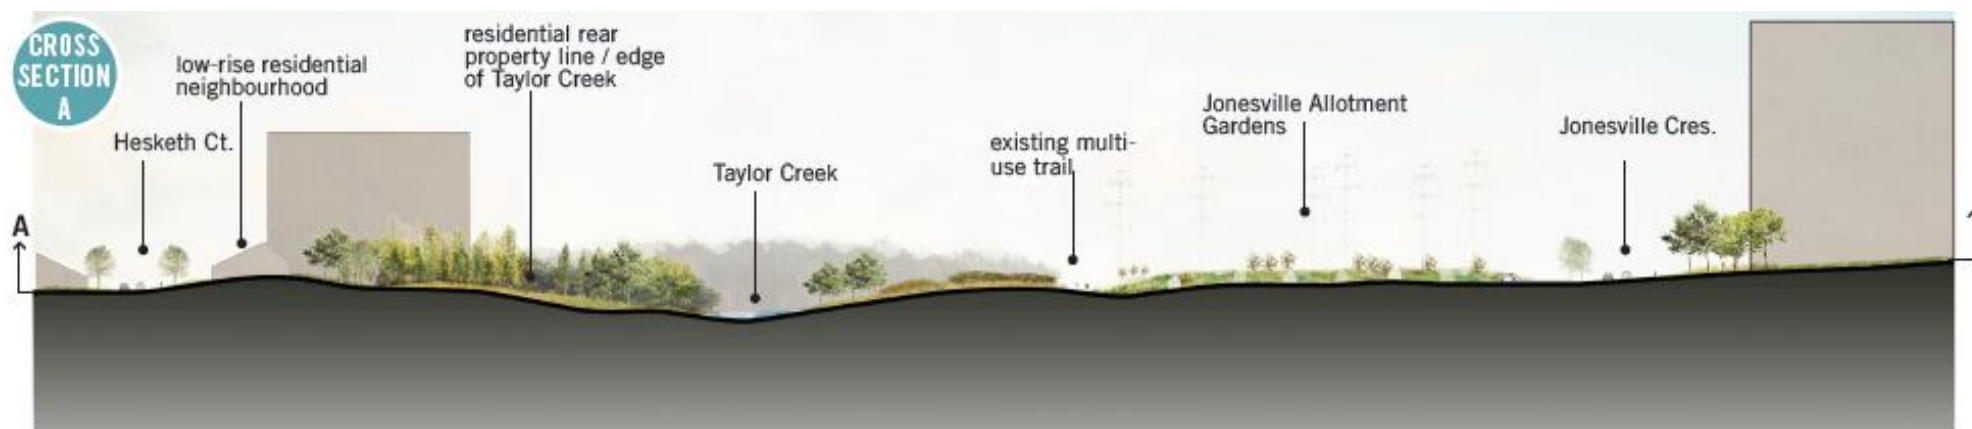 CROSS
SECTION
A
low-rise residential
neighbourhood
residential rear
property line / edge
of Taylor Creek
Hesketh Ct.
Taylor Creek
existing multi-
use trail
Jonesville Allotment
Gardens
Jonesville Cres.
A